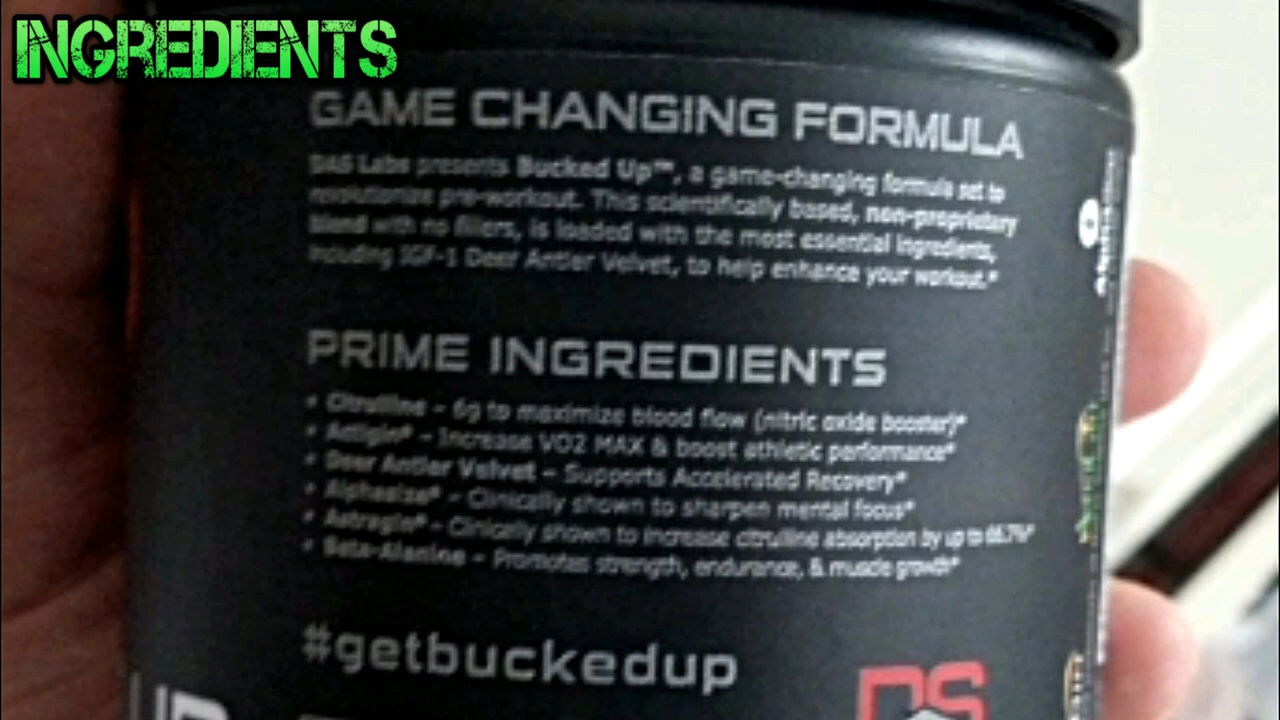 INGREDIENTS
GAME CHANGING FORMULA
DAS Labs presents Bucked Up™, a game-changing formula set to
revolutionize pre-workout. This scientifically based, non-proprietary
blend with no fillers, is loaded with the most essential ingredients,
including IGF-1 Deer Antler Velvet, to help enhance your workout.*
PRIME INGREDIENTS
• Citrulline – 6g to maximize blood flow (nitric oxide booster)*
• Actigin® – Increase VO2 MAX & boost athletic performance*
• Deer Antler Velvet – Supports Accelerated Recovery*
• Alphasize® – Clinically shown to sharpen mental focus*
• Astragin® – Clinically shown to increase citrulline absorption by up to 66.7%*
• Beta-Alanine – Promotes strength, endurance, & muscle growth*
#getbuckedup